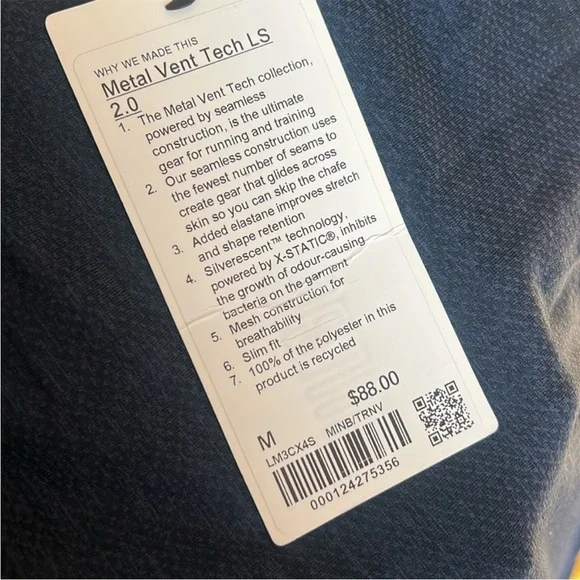 WHY WE MADE THIS
Metal Vent Tech LS
2.0
1. The Metal Vent Tech collection,
powered by seamless
construction, is the ultimate
gear for running and training
2. Our seamless construction uses
the fewest number of seams to
create gear that glides across
skin so you can skip the chafe
3. Added elastane improves stretch
and shape retention
4. Silverescent™ technology,
powered by X-STATIC®, inhibits
the growth of odour-causing
bacteria on the garment
5. Mesh construction for
breathability
6. Slim fit
7. 100% of the polyester in this
product is recycled
$88.00
M
LM3CX4S MINB/TRNV
000124275356